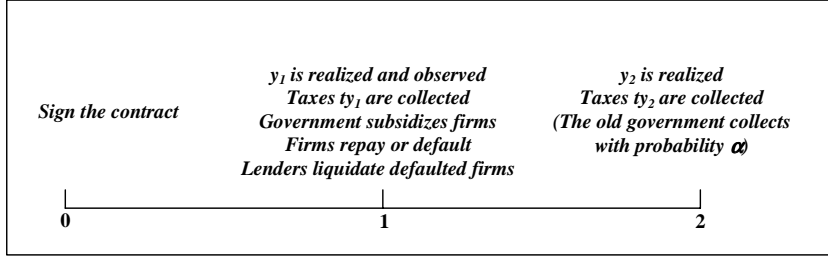 Sign the contract
y₁ is realized and observed
Taxes ty₁ are collected
Government subsidizes firms
Firms repay or default
Lenders liquidate defaulted firms
y₂ is realized
Taxes ty₂ are collected
(The old government collects
with probability α)
0
1
2